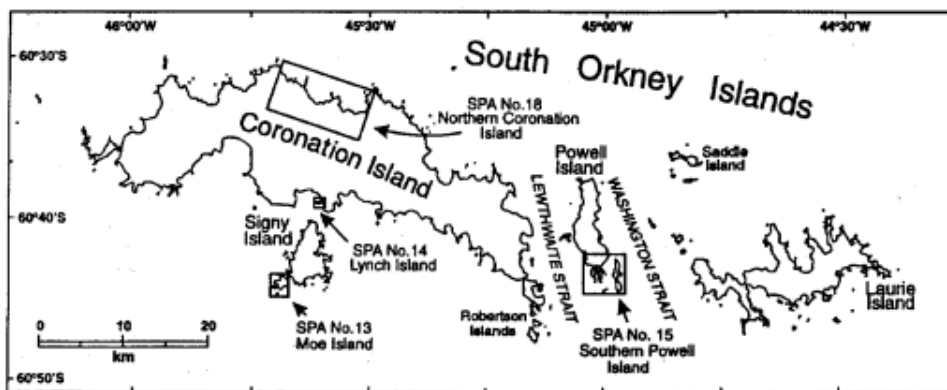 46°00'W
45°30'W
45°00'W
44°30'W
60°30'S
South Orkney Islands
SPA No.18
Northern Coronation
Island
Coronation Island
Powell
Island
Saddle
Island
LEWTHWAITE STRAIT
WASHINGTON STRAIT
60°40'S
Signy
Island
SPA No.14
Lynch Island
Laurie
Island
Robertson
Islands
SPA No.13
Moe Island
SPA No. 15
Southern Powell
Island
0 10 20
km
60°50'S